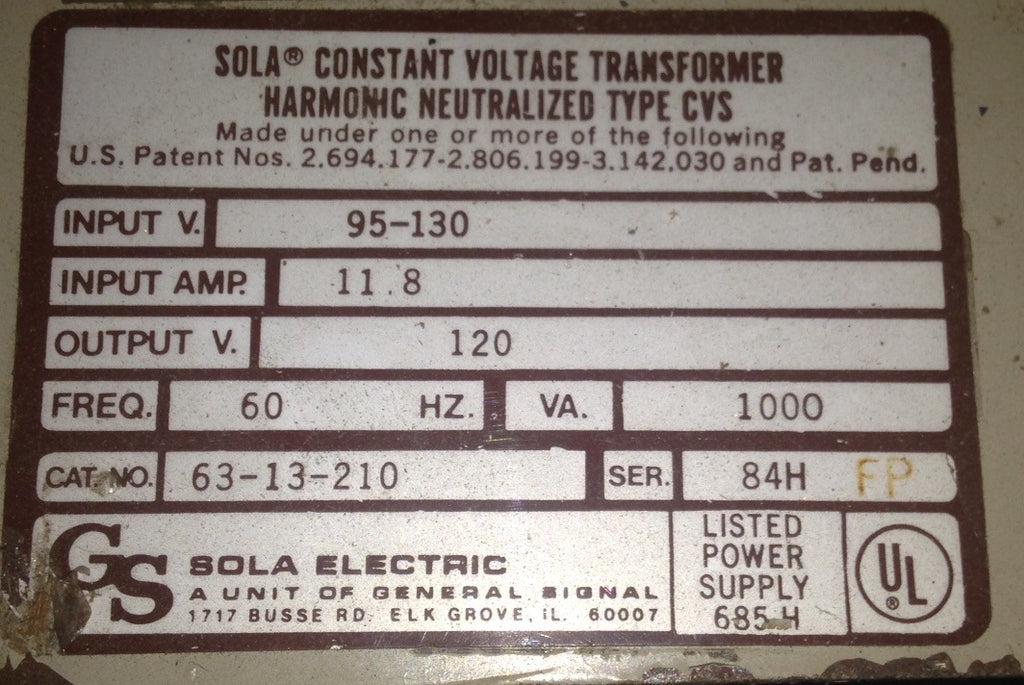 SOLA® CONSTANT VOLTAGE TRANSFORMER
HARMONIC NEUTRALIZED TYPE CVS
Made under one or more of the following
U.S. Patent Nos. 2.694.177-2.806.199-3.142.030 and Pat. Pend.
INPUT V. 95-130
INPUT AMP. 11.8
OUTPUT V. 120
FREQ. 60 HZ. VA. 1000
CAT. NO. 63-13-210 SER. 84H FP
GS
SOLA ELECTRIC
A UNIT OF GENERAL SIGNAL
1717 BUSSE RD. ELK GROVE, IL. 60007
LISTED
POWER
SUPPLY
685 H
UL®